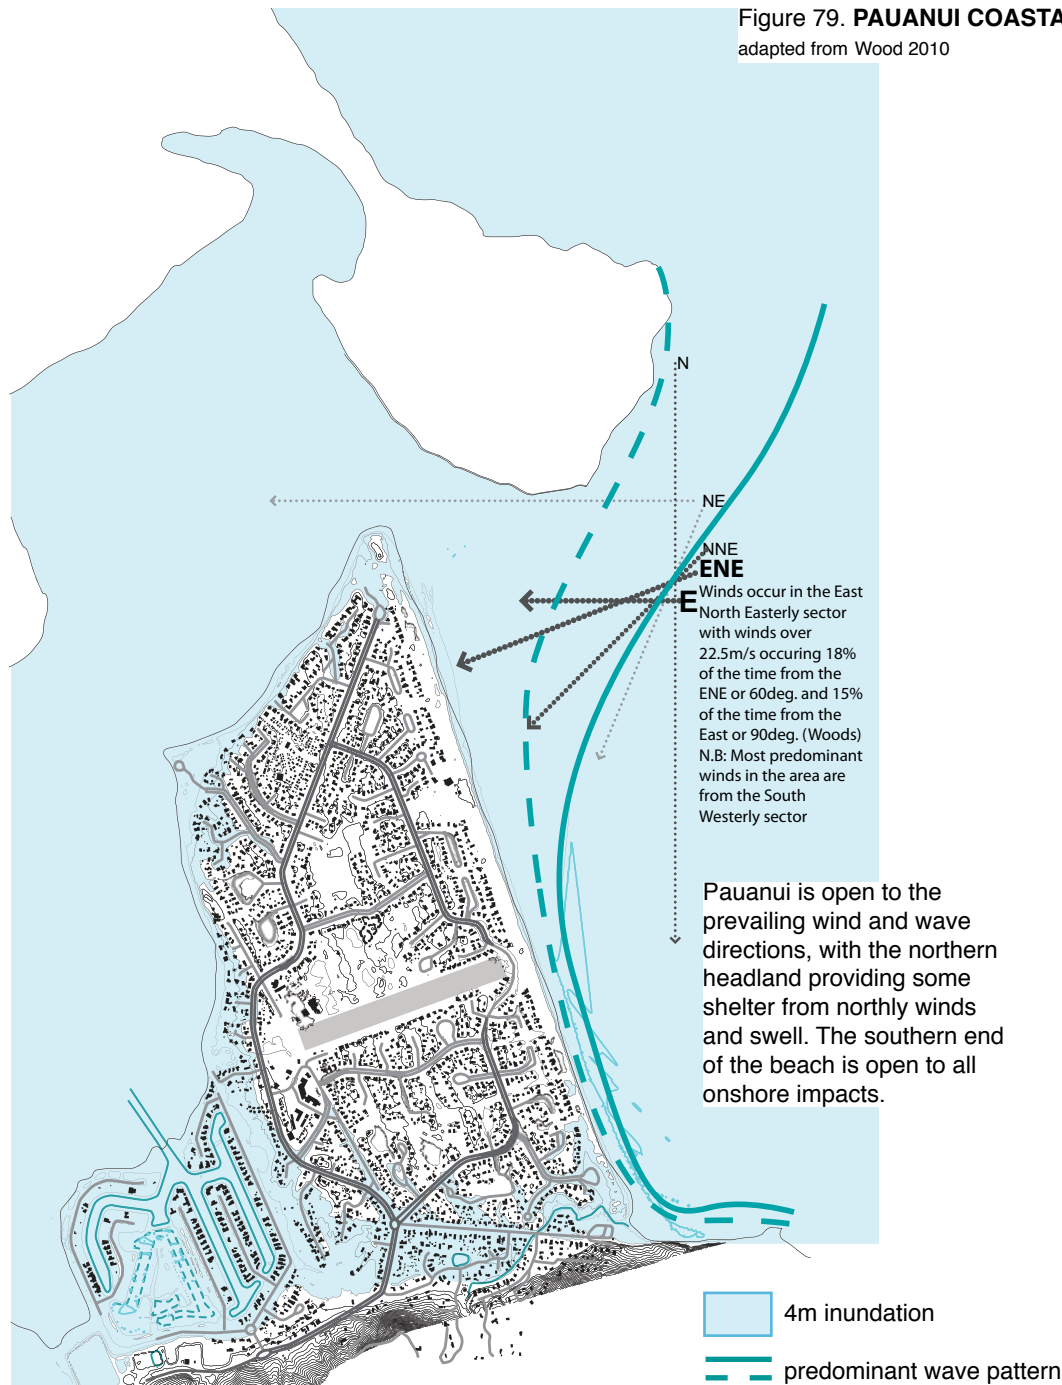 Figure 79. PAUANUI COASTA
adapted from Wood 2010
N
NE
NNE
ENE
E
Winds occur in the East
North Easterly sector
with winds over
22.5m/s occuring 18%
of the time from the
ENE or 60deg. and 15%
of the time from the
East or 90deg. (Woods)
N.B: Most predominant
winds in the area are
from the South
Westerly sector
Pauanui is open to the
prevailing wind and wave
directions, with the northern
headland providing some
shelter from northly winds
and swell. The southern end
of the beach is open to all
onshore impacts.
4m inundation
predominant wave pattern